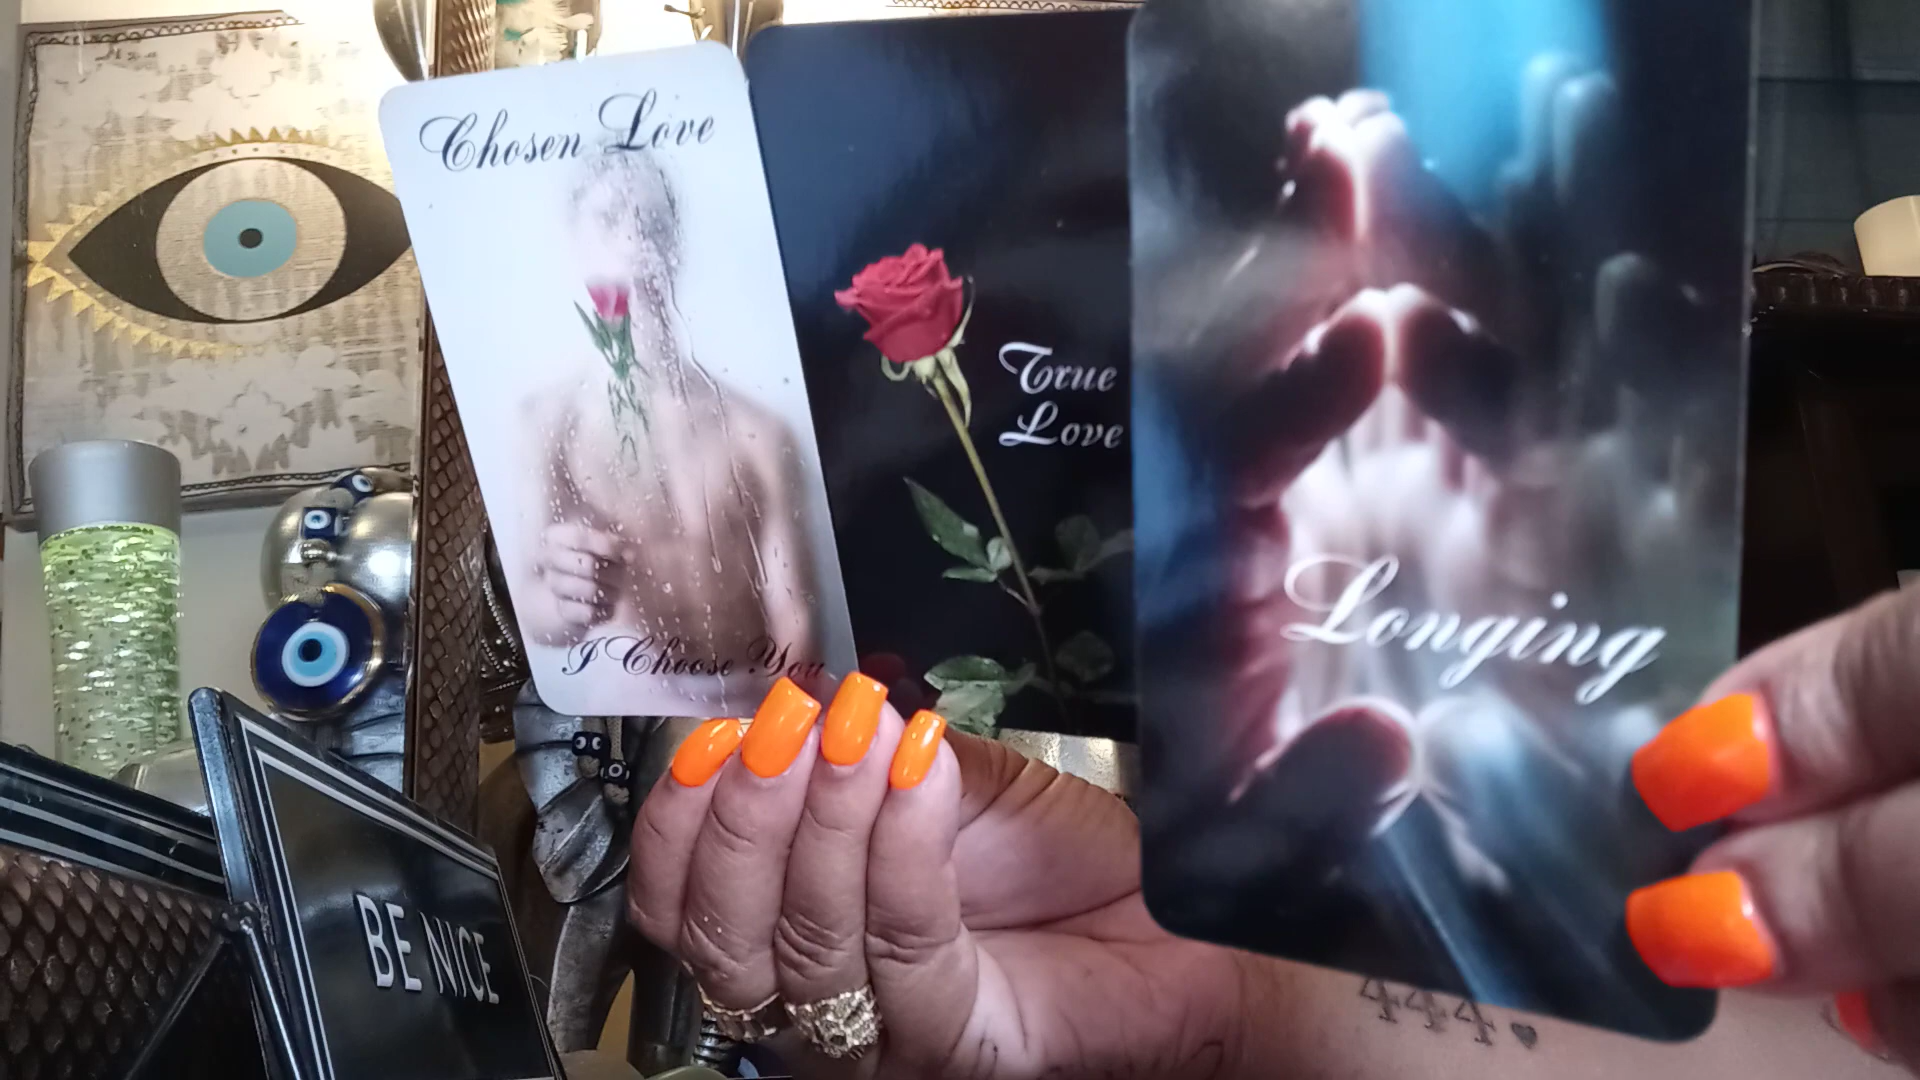 Chosen Love
I Choose You
True
Love
Longing
BE NICE
444